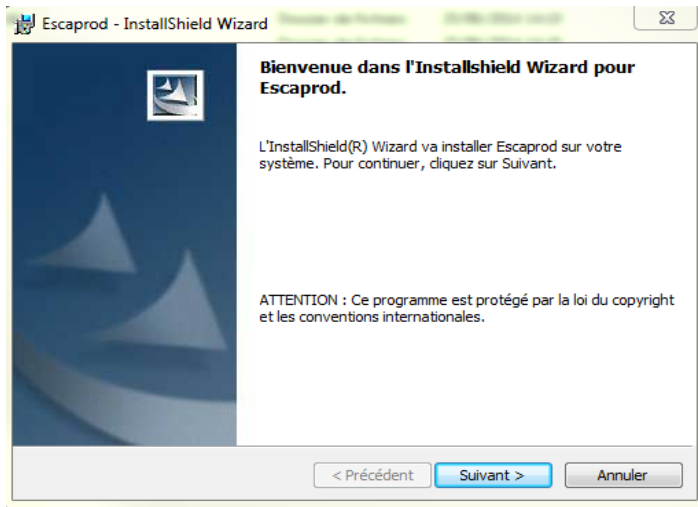 Escaprod - InstallShield Wizard
Bienvenue dans l'Installshield Wizard pour
Escaprod.
L'InstallShield(R) Wizard va installer Escaprod sur votre
système. Pour continuer, cliquez sur Suivant.
ATTENTION : Ce programme est protégé par la loi du copyright
et les conventions internationales.
< Précédent
Suivant >
Annuler